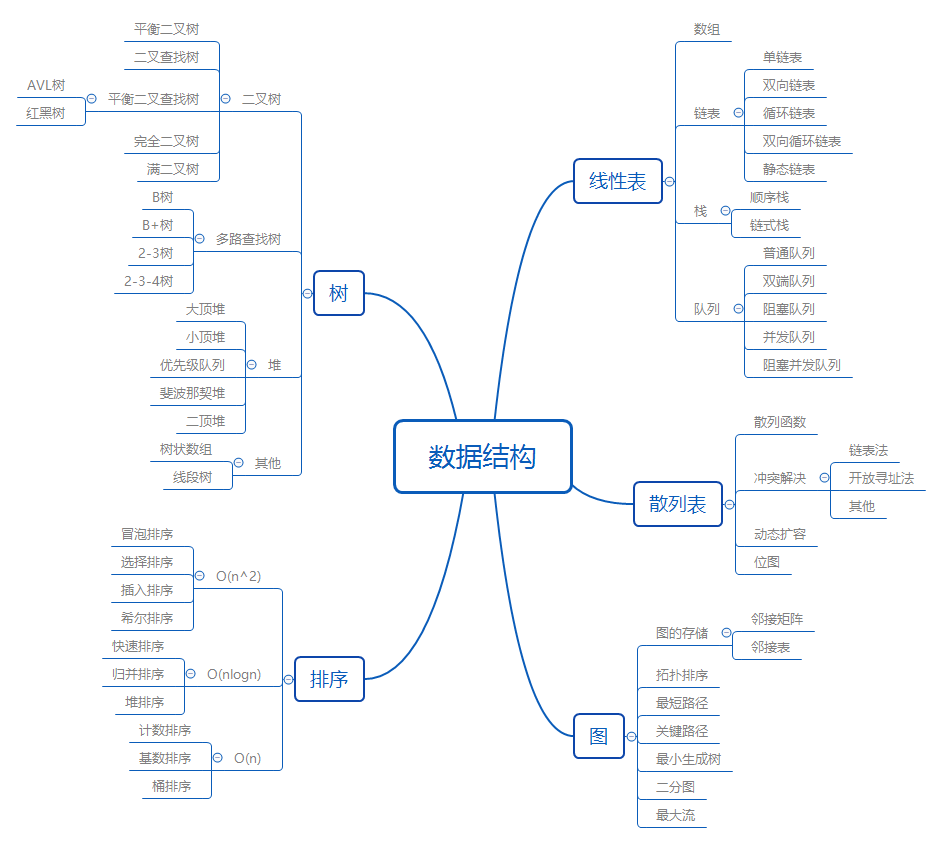 数据结构
线性表
数组
链表
单链表
双向链表
循环链表
双向循环链表
静态链表
栈
顺序栈
链式栈
队列
普通队列
双端队列
阻塞队列
并发队列
阻塞并发队列
散列表
散列函数
冲突解决
链表法
开放寻址法
其他
动态扩容
位图
图
图的存储
邻接矩阵
邻接表
拓扑排序
最短路径
关键路径
最小生成树
二分图
最大流
树
二叉树
平衡二叉树
二叉查找树
平衡二叉查找树
AVL树
红黑树
完全二叉树
满二叉树
多路查找树
B树
B+树
2-3树
2-3-4树
堆
大顶堆
小顶堆
优先级队列
斐波那契堆
二顶堆
其他
树状数组
线段树
排序
O(n^2)
冒泡排序
选择排序
插入排序
希尔排序
O(nlogn)
快速排序
归并排序
堆排序
O(n)
计数排序
基数排序
桶排序